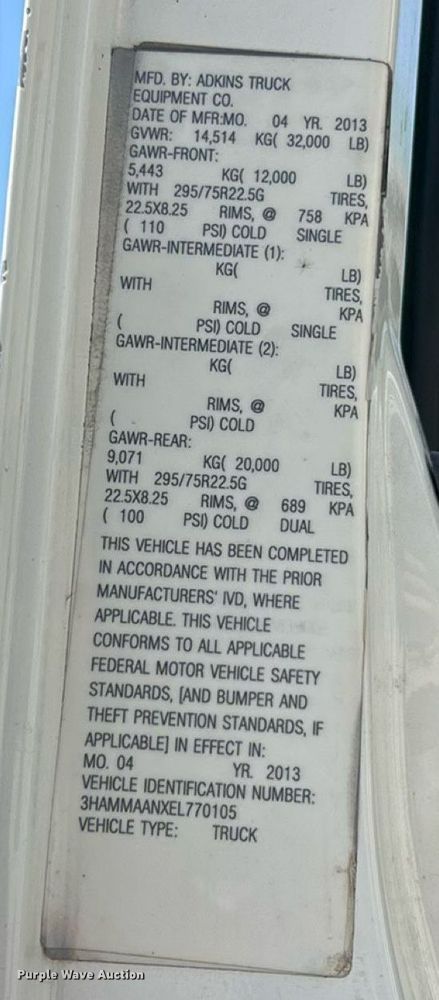 MFD. BY: ADKINS TRUCK
EQUIPMENT CO.
DATE OF MFR:MO. 04 YR. 2013
GVWR: 14,514 KG( 32,000 LB)
GAWR-FRONT:
5,443 KG( 12,000 LB)
WITH 295/75R22.5G TIRES,
22.5X8.25 RIMS, @ 758 KPA
( 110 PSI) COLD SINGLE
GAWR-INTERMEDIATE (1):
KG( LB)
WITH TIRES,
RIMS, @ KPA
( PSI) COLD SINGLE
GAWR-INTERMEDIATE (2):
KG( LB)
WITH TIRES,
RIMS, @ KPA
( PSI) COLD
GAWR-REAR:
9,071 KG( 20,000 LB)
WITH 295/75R22.5G TIRES,
22.5X8.25 RIMS, @ 689 KPA
( 100 PSI) COLD DUAL
THIS VEHICLE HAS BEEN COMPLETED
IN ACCORDANCE WITH THE PRIOR
MANUFACTURERS' IVD, WHERE
APPLICABLE. THIS VEHICLE
CONFORMS TO ALL APPLICABLE
FEDERAL MOTOR VEHICLE SAFETY
STANDARDS, [AND BUMPER AND
THEFT PREVENTION STANDARDS, IF
APPLICABLE] IN EFFECT IN:
MO. 04 YR. 2013
VEHICLE IDENTIFICATION NUMBER:
3HAMMAANXEL770105
VEHICLE TYPE: TRUCK
Purple Wave Auction